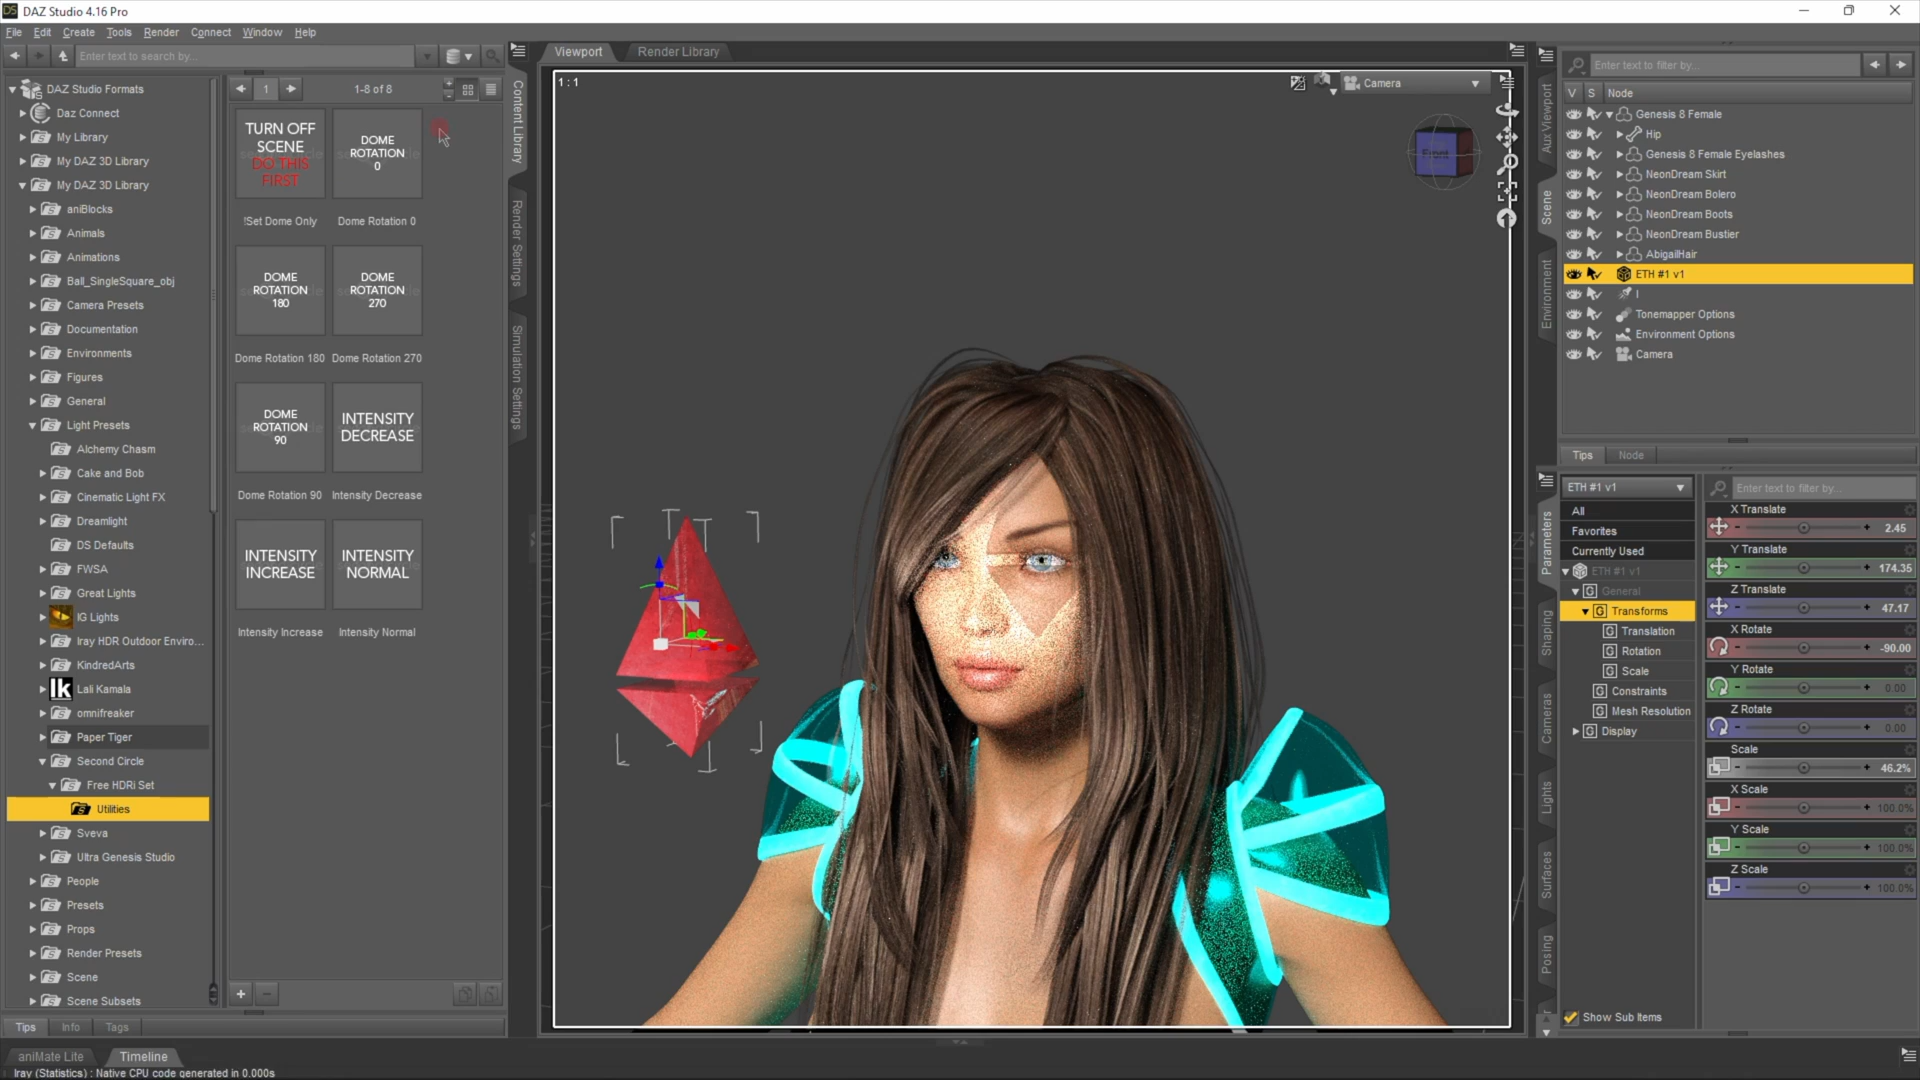 DAZ Studio 4.16 Pro
File Edit Create Tools Render Connect Window Help
Enter text to search by...
DAZ Studio Formats
Daz Connect
My Library
My DAZ 3D Library
My DAZ 3D Library
aniBlocks
Animals
Animations
Ball_SingleSquare_obj
Camera Presets
Documentation
Environments
Figures
General
Light Presets
Alchemy Chasm
Cake and Bob
Cinematic Light FX
Dreamlight
DS Defaults
FWSA
Great Lights
IG Lights
Iray HDR Outdoor Enviro...
KindredArts
lk Lali Kamala
omnifreaker
Paper Tiger
Second Circle
Free HDRi Set
Utilities
Sveva
Ultra Genesis Studio
People
Presets
Props
Render Presets
Scene
Scene Subsets
Tips Info Tags
aniMate Lite Timeline
Iray (Statistics) : Native CPU code generated in 0.000s
1 1-8 of 8
TURN OFF
SCENE
DO THIS
FIRST
!Set Dome Only
DOME
ROTATION
0
Dome Rotation 0
DOME
ROTATION
180
Dome Rotation 180
DOME
ROTATION
270
Dome Rotation 270
DOME
ROTATION
90
Dome Rotation 90
INTENSITY
DECREASE
Intensity Decrease
INTENSITY
INCREASE
Intensity Increase
INTENSITY
NORMAL
Intensity Normal
Content Library
Render Settings
Simulation Settings
Viewport Render Library
1 : 1
Camera
Front
Aux Viewport
Scene
Environment
Enter text to filter by...
V S Node
Genesis 8 Female
Hip
Genesis 8 Female Eyelashes
NeonDream Skirt
NeonDream Bolero
NeonDream Boots
NeonDream Bustier
AbigailHair
ETH #1 v1
l
Tonemapper Options
Environment Options
Camera
Tips Node
Parameters
Shaping
Cameras
Lights
Surfaces
Posing
ETH #1 v1
All
Favorites
Currently Used
ETH #1 v1
General
Transforms
Translation
Rotation
Scale
Constraints
Mesh Resolution
Display
Show Sub Items
Enter text to filter by...
X Translate
2.45
Y Translate
174.35
Z Translate
47.17
X Rotate
-90.00
Y Rotate
0.00
Z Rotate
0.00
Scale
46.2%
X Scale
100.0%
Y Scale
100.0%
Z Scale
100.0%